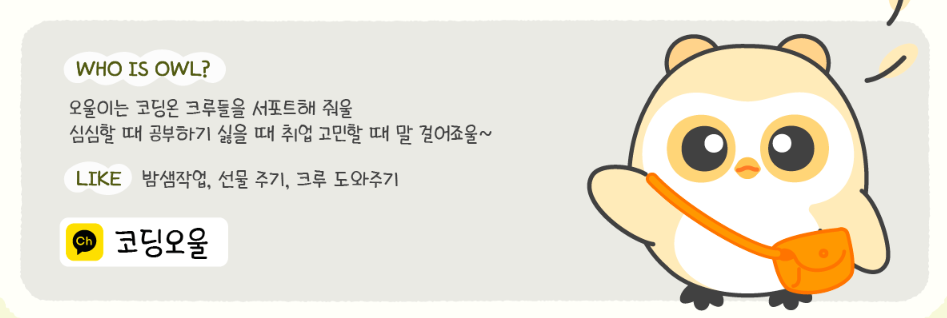 WHO IS OWL?
오울이는 코딩온 크루들을 서포트해 줘울
심심할 때 공부하기 싫을 때 취업 고민할 때 말 걸어죠울~
LIKE 밤샘작업, 선물 주기, 크루 도와주기
Ch 코딩오울